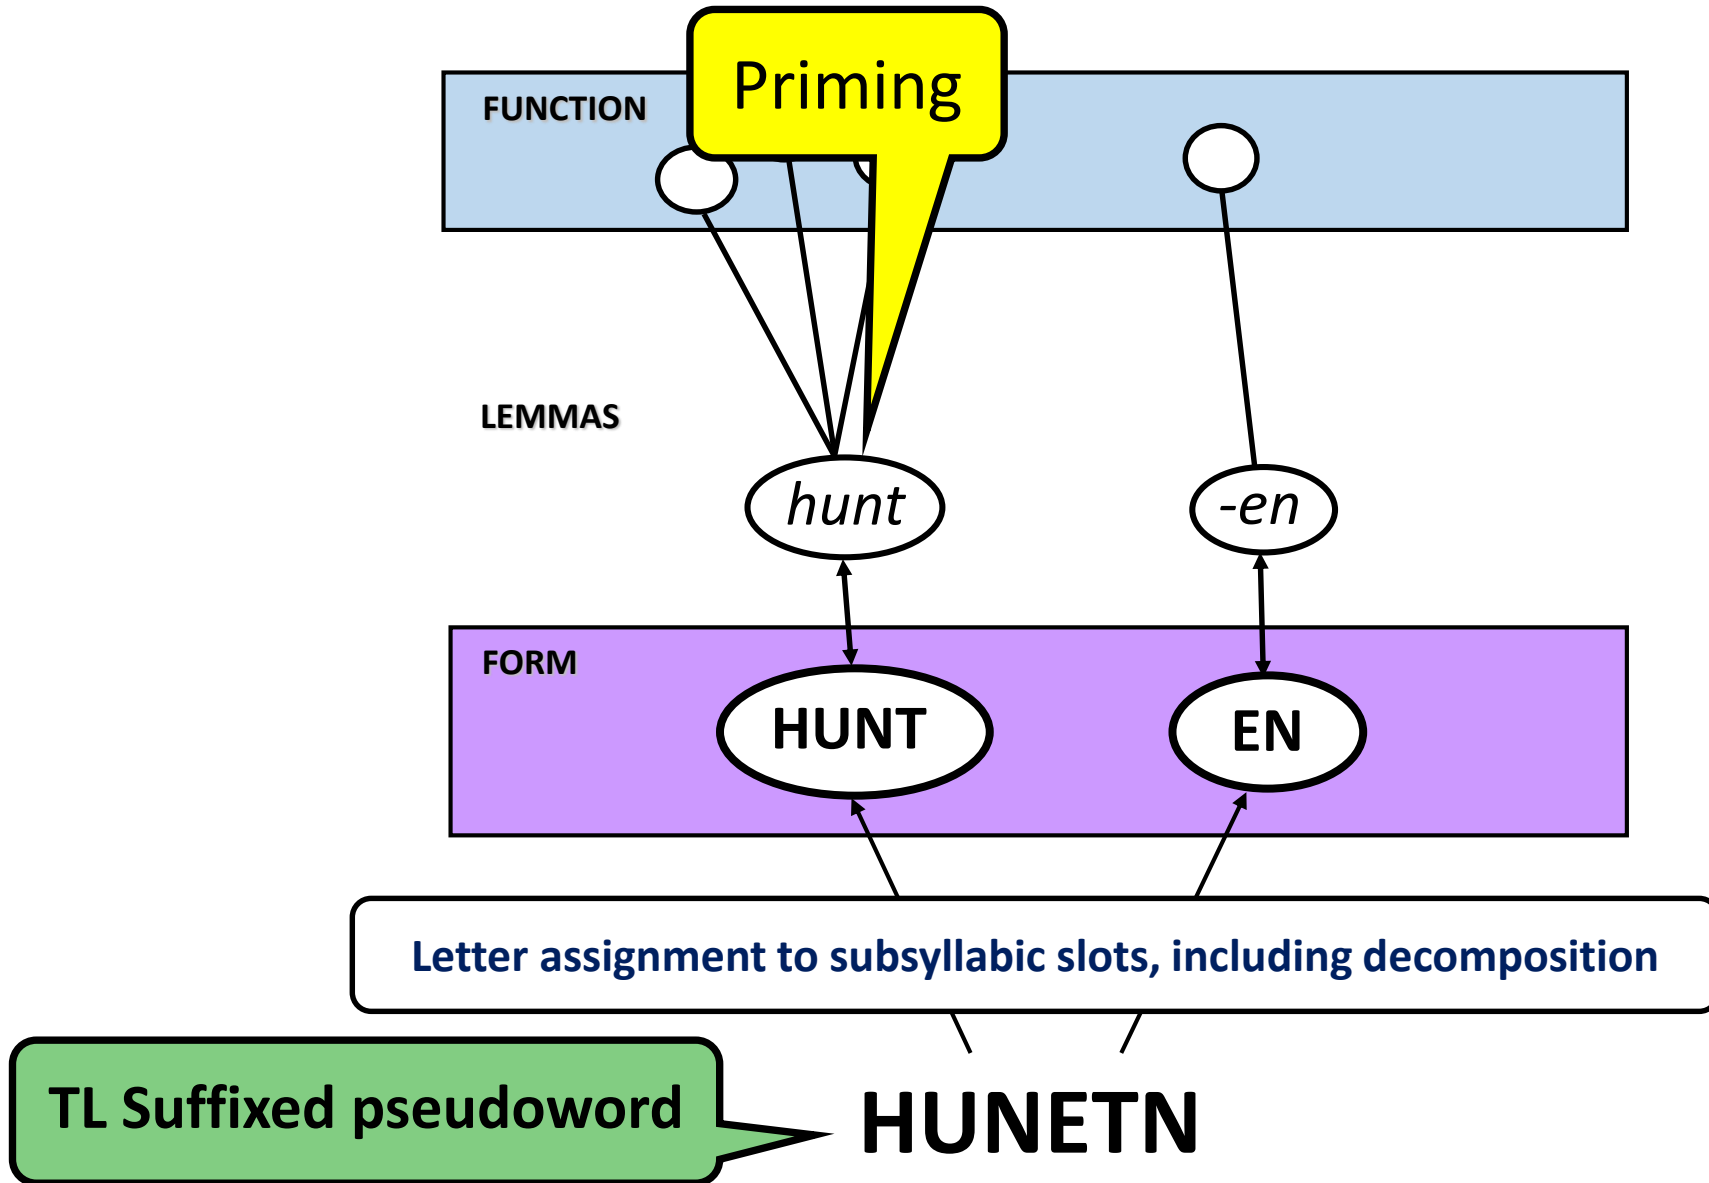 Priming
FUNCTION
LEMMAS
hunt
-en
FORM
HUNT
EN
Letter assignment to subsyllabic slots, including decomposition
TL Suffixed pseudoword
HUNETN